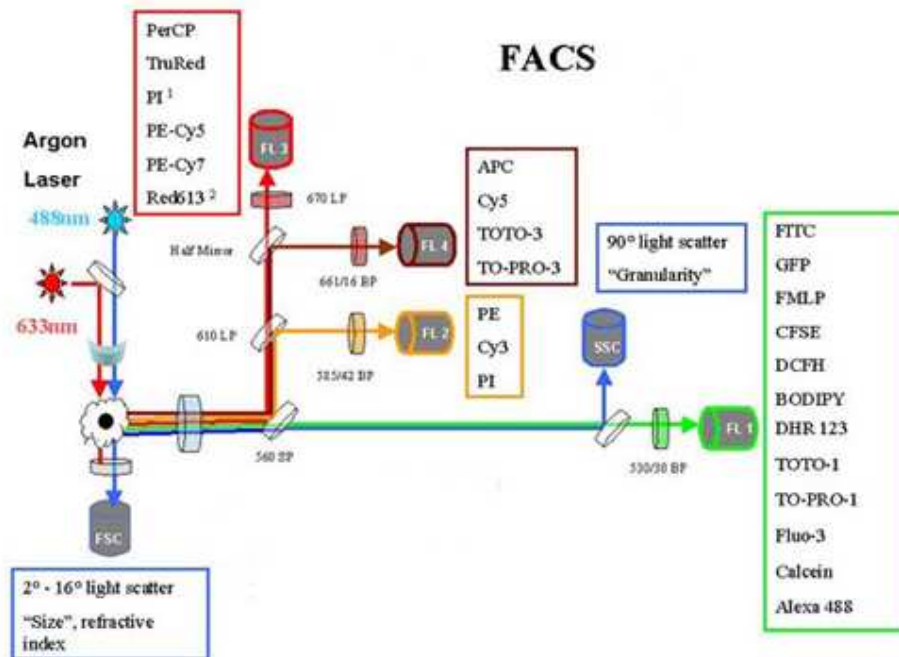 FACS
PerCP
TruRed
PI 1
PE-Cy5
PE-Cy7
Red613 2
Argon
Laser
488nm
633nm
FL 3
670 LP
Half Mirror
661/16 BP
FL 4
APC
Cy5
TOTO-3
TO-PRO-3
610 LP
585/42 BP
FL 2
PE
Cy3
PI
90° light scatter
"Granularity"
SSC
560 SP
530/30 BP
FL 1
FITC
GFP
FMLP
CFSE
DCFH
BODIPY
DHR 123
TOTO-1
TO-PRO-1
Fluo-3
Calcein
Alexa 488
FSC
2° - 16° light scatter
"Size", refractive
index